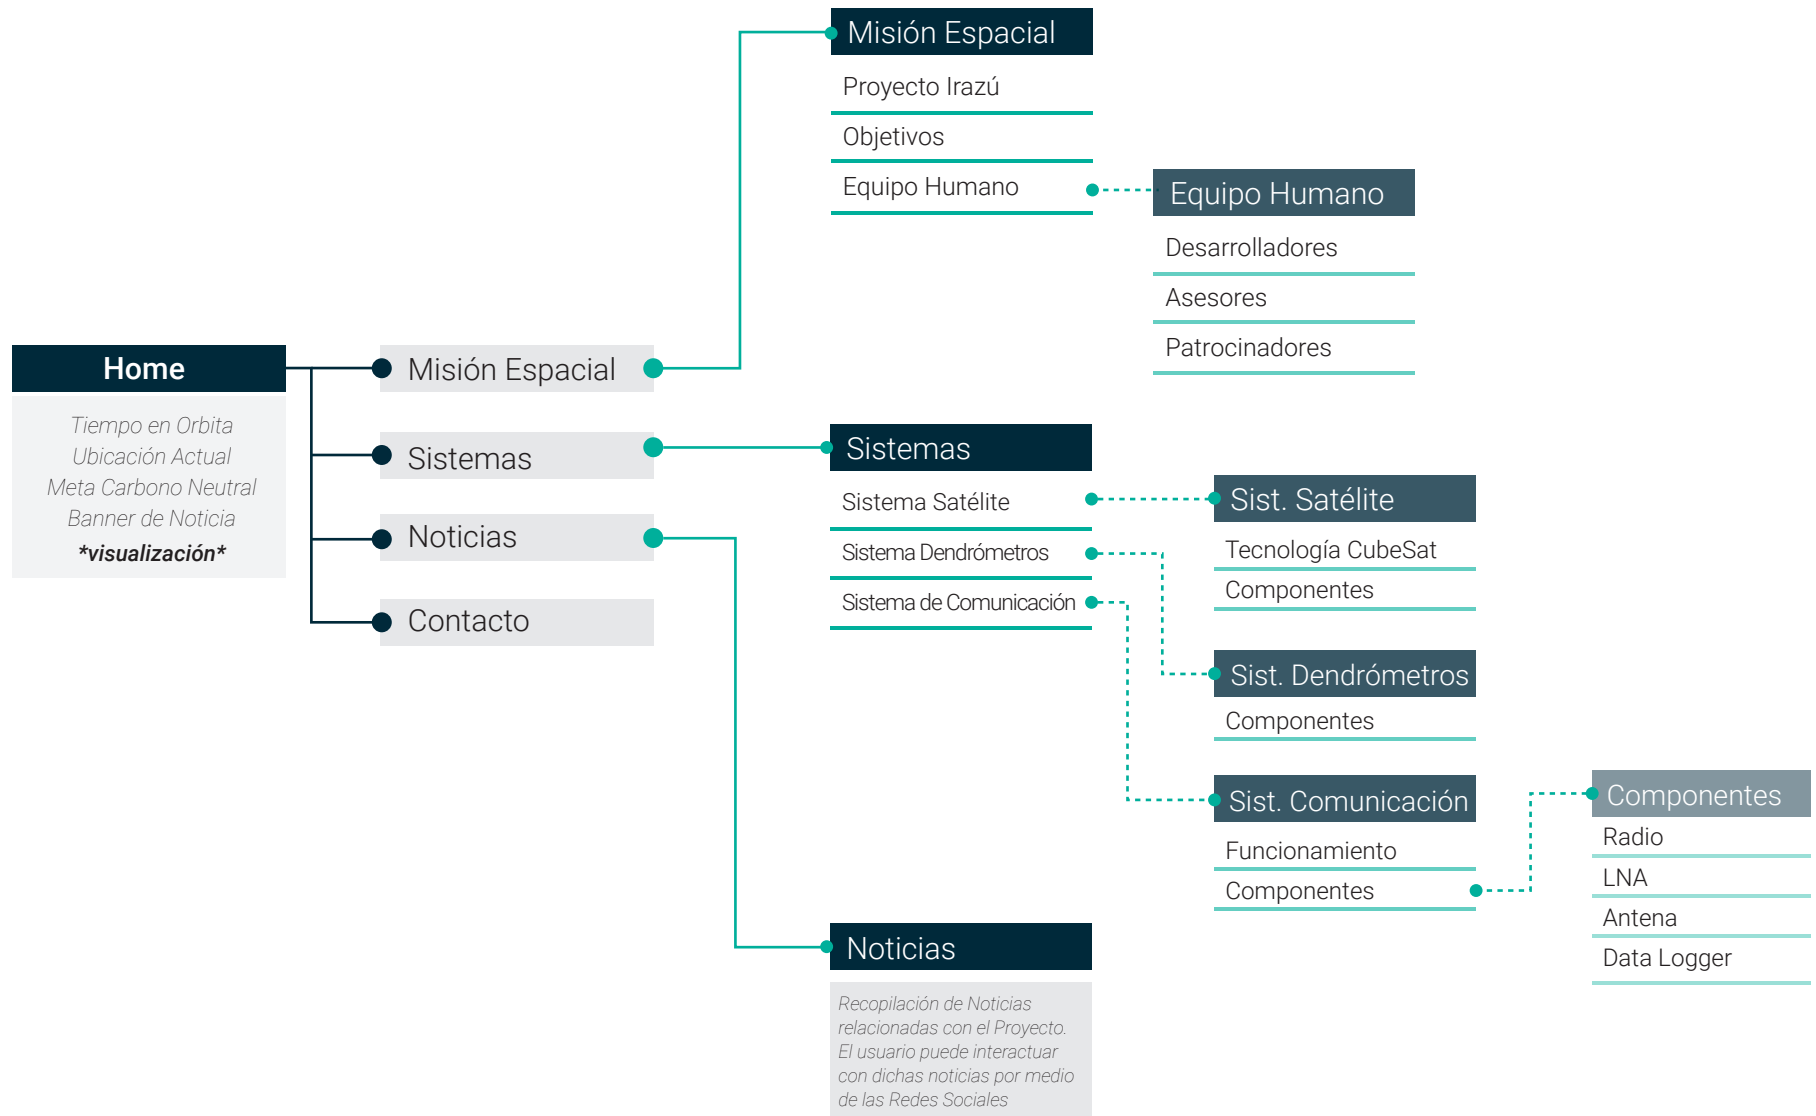 Misión Espacial
Proyecto Irazú
Objetivos
Equipo Humano
Equipo Humano
Desarrolladores
Asesores
Patrocinadores
Home
Tiempo en Orbita
Ubicación Actual
Meta Carbono Neutral
Banner de Noticia
*visualización*
Misión Espacial
Sistemas
Noticias
Contacto
Sistemas
Sistema Satélite
Sistema Dendrómetros
Sistema de Comunicación
Sist. Satélite
Tecnología CubeSat
Componentes
Sist. Dendrómetros
Componentes
Sist. Comunicación
Funcionamiento
Componentes
Componentes
Radio
LNA
Antena
Data Logger
Noticias
Recopilación de Noticias
relacionadas con el Proyecto.
El usuario puede interactuar
con dichas noticias por medio
de las Redes Sociales